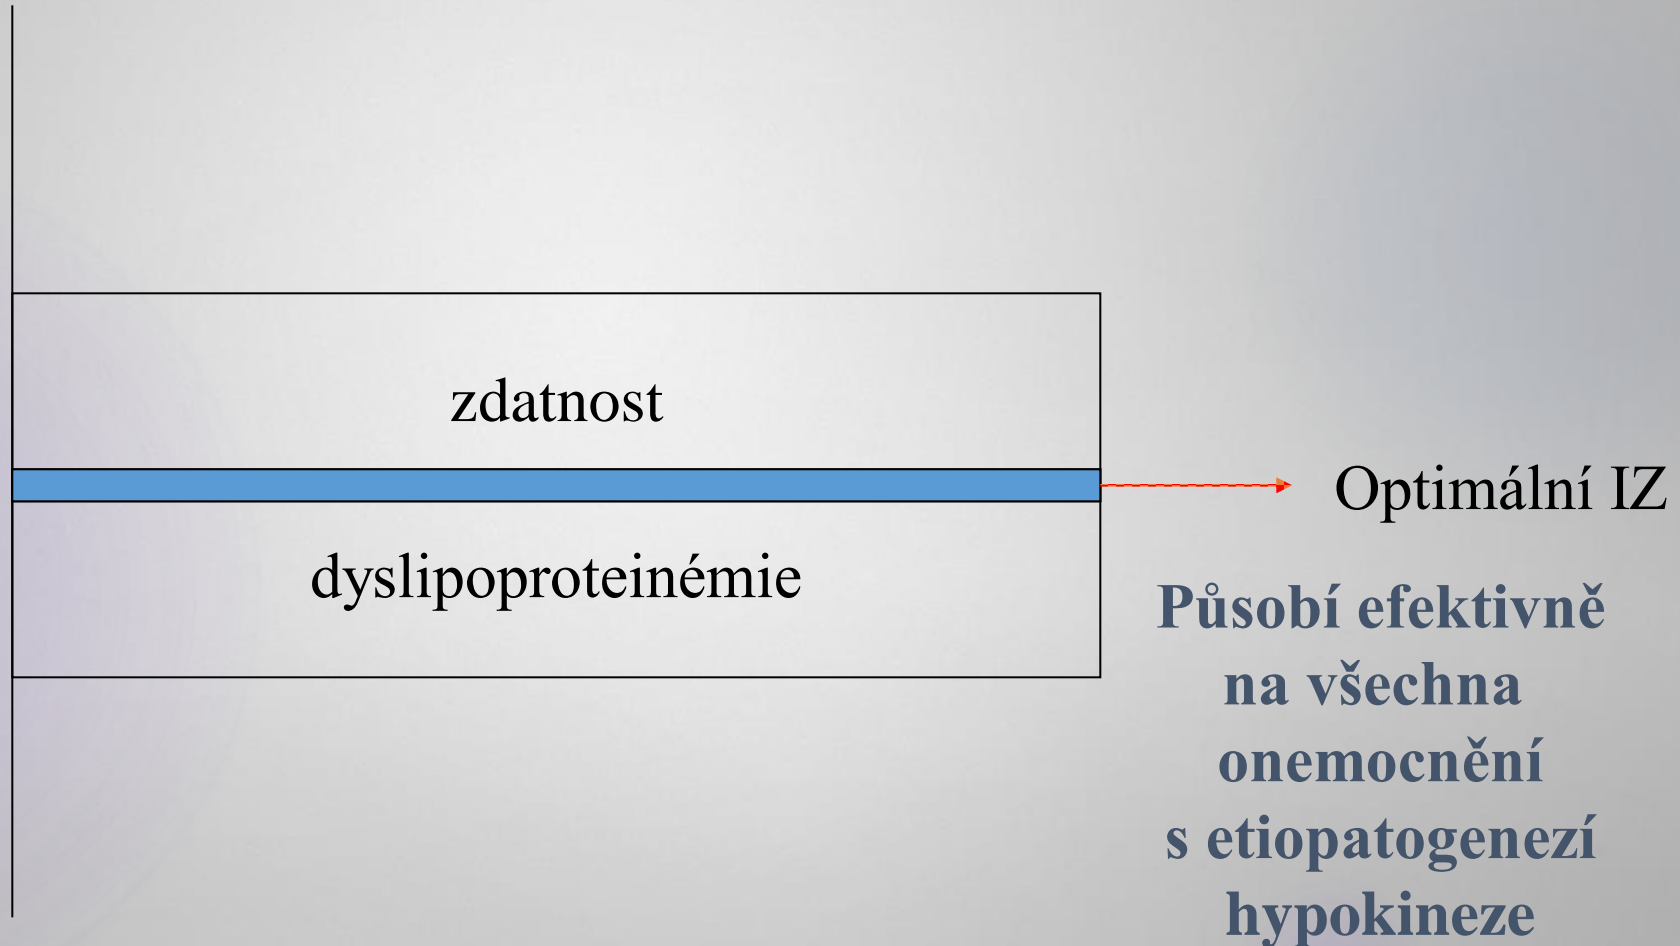 zdatnost
Optimální IZ
dyslipoproteinémie
Působí efektivně
na všechna
onemocnění
s etiopatogenezí
hypokineze